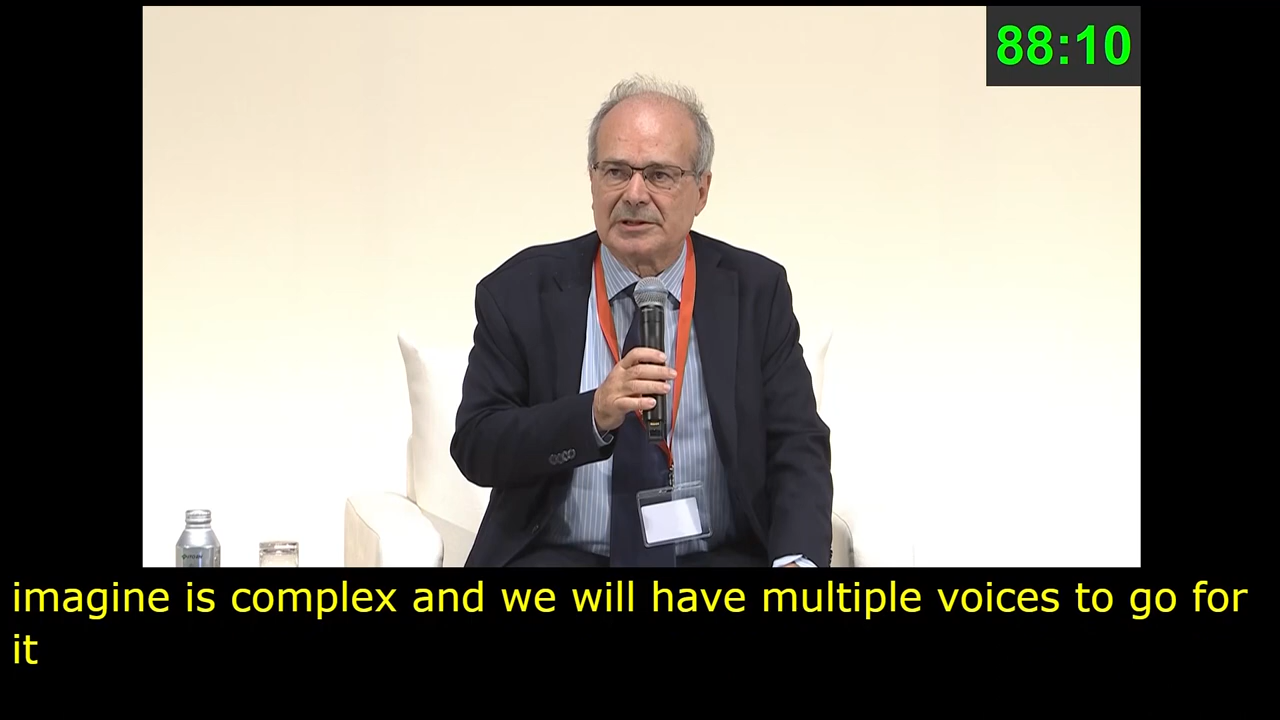 88:10
imagine is complex and we will have multiple voices to go for
it